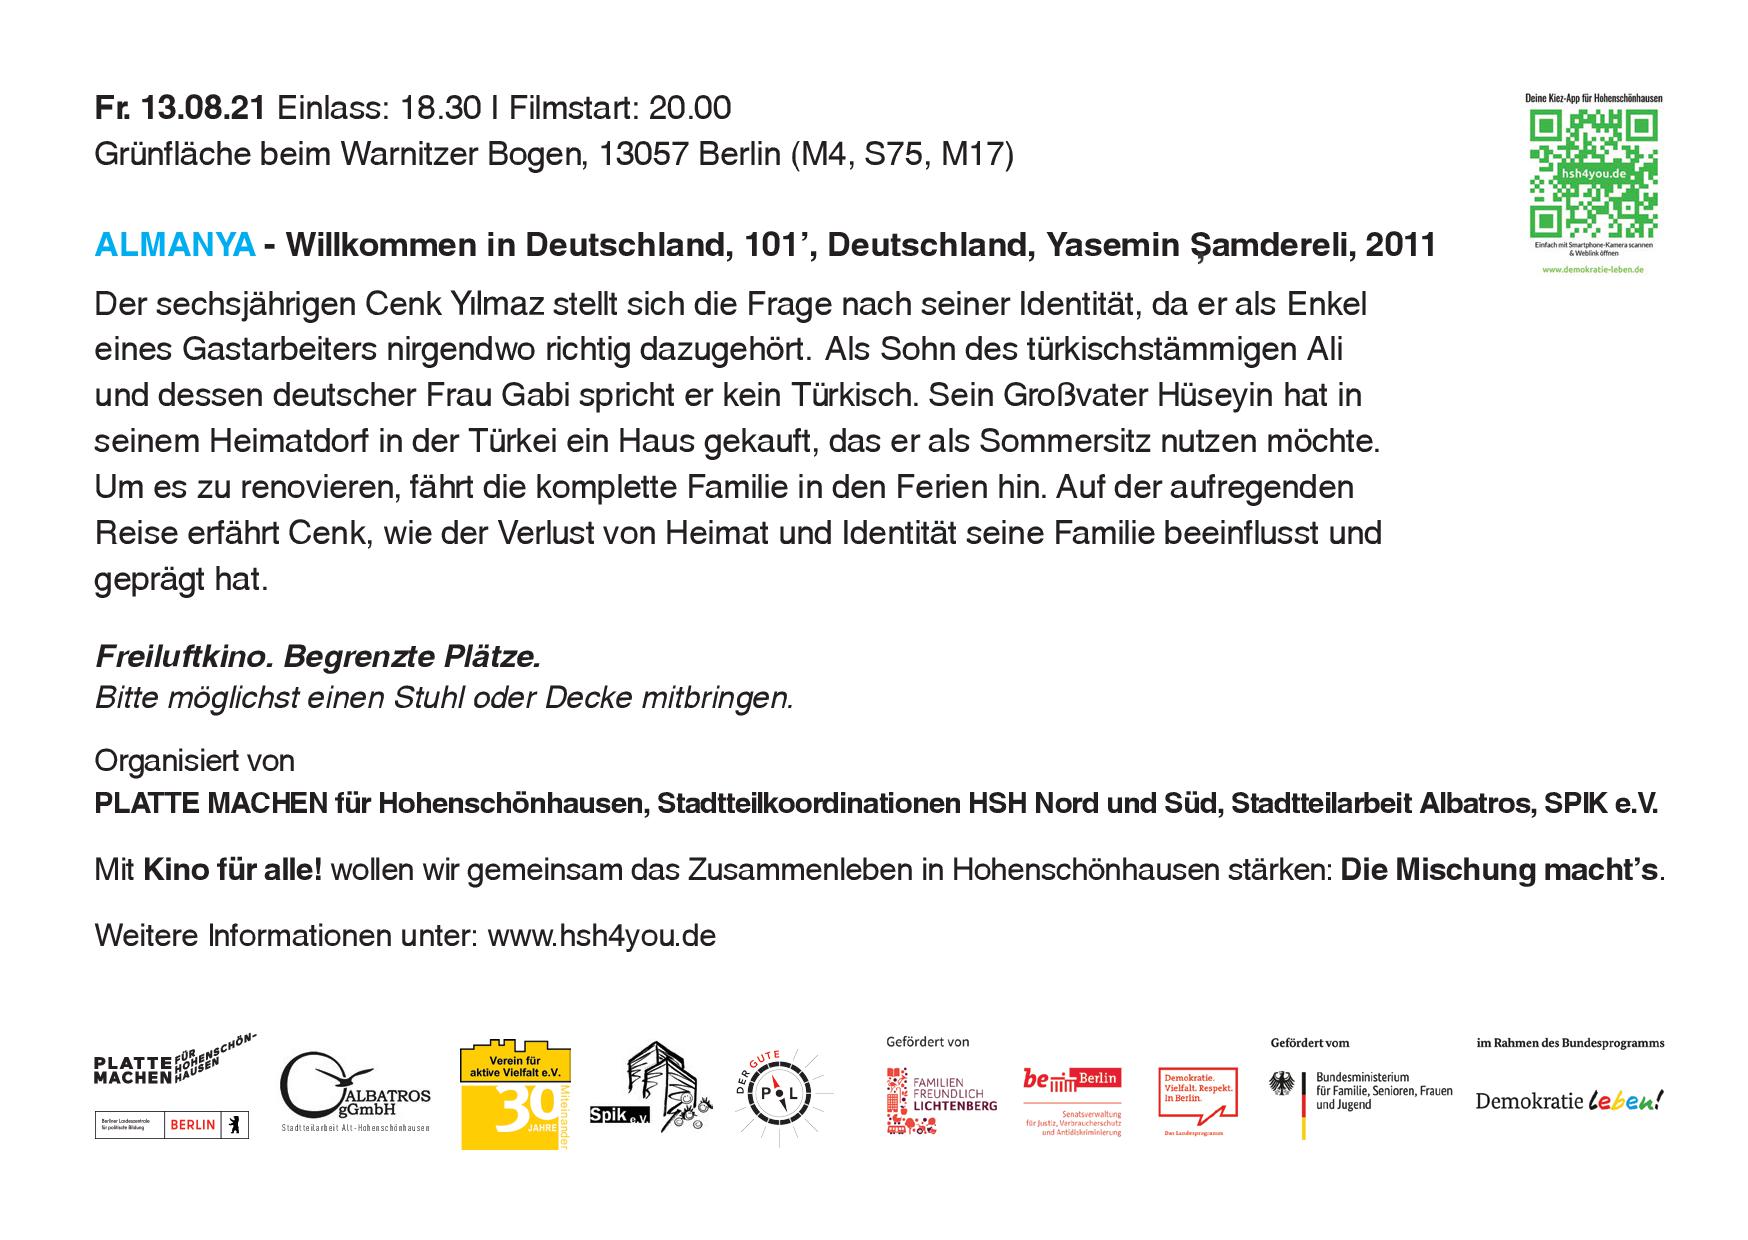 Fr. 13.08.21 Einlass: 18.30 I Filmstart: 20.00
Grünfläche beim Warnitzer Bogen, 13057 Berlin (M4, S75, M17)
Deine Kiez-App für Hohenschönhausen
hsh4you.de
Einfach mit Smartphone-Kamera scannen
& Weblink öffnen
www.demokratie-leben.de
ALMANYA - Willkommen in Deutschland, 101’, Deutschland, Yasemin Şamdereli, 2011
Der sechsjährigen Cenk Yılmaz stellt sich die Frage nach seiner Identität, da er als Enkel
eines Gastarbeiters nirgendwo richtig dazugehört. Als Sohn des türkischstämmigen Ali
und dessen deutscher Frau Gabi spricht er kein Türkisch. Sein Großvater Hüseyin hat in
seinem Heimatdorf in der Türkei ein Haus gekauft, das er als Sommersitz nutzen möchte.
Um es zu renovieren, fährt die komplette Familie in den Ferien hin. Auf der aufregenden
Reise erfährt Cenk, wie der Verlust von Heimat und Identität seine Familie beeinflusst und
geprägt hat.
Freiluftkino. Begrenzte Plätze.
Bitte möglichst einen Stuhl oder Decke mitbringen.
Organisiert von
PLATTE MACHEN für Hohenschönhausen, Stadtteilkoordinationen HSH Nord und Süd, Stadtteilarbeit Albatros, SPIK e.V.
Mit Kino für alle! wollen wir gemeinsam das Zusammenleben in Hohenschönhausen stärken: Die Mischung macht’s.
Weitere Informationen unter: www.hsh4you.de
PLATTE MACHEN
FÜR HOHENSCHÖN-
HAUSEN
Berliner Landeszentrale
für politische Bildung
BERLIN
ALBATROS
gGmbH
Stadtteilarbeit Alt-Hohenschönhausen
Verein für
aktive Vielfalt e.V.
30
JAHRE
Miteinander
Spik e.V.
DER GUTE
P L
Gefördert von
FAMILIEN
FREUNDLICH
LICHTENBERG
be Berlin
Senatsverwaltung
für Justiz, Verbraucherschutz
und Antidiskriminierung
Demokratie.
Vielfalt. Respekt.
In Berlin.
Das Landesprogramm
Gefördert vom
Bundesministerium
für Familie, Senioren, Frauen
und Jugend
im Rahmen des Bundesprogramms
Demokratie leben!